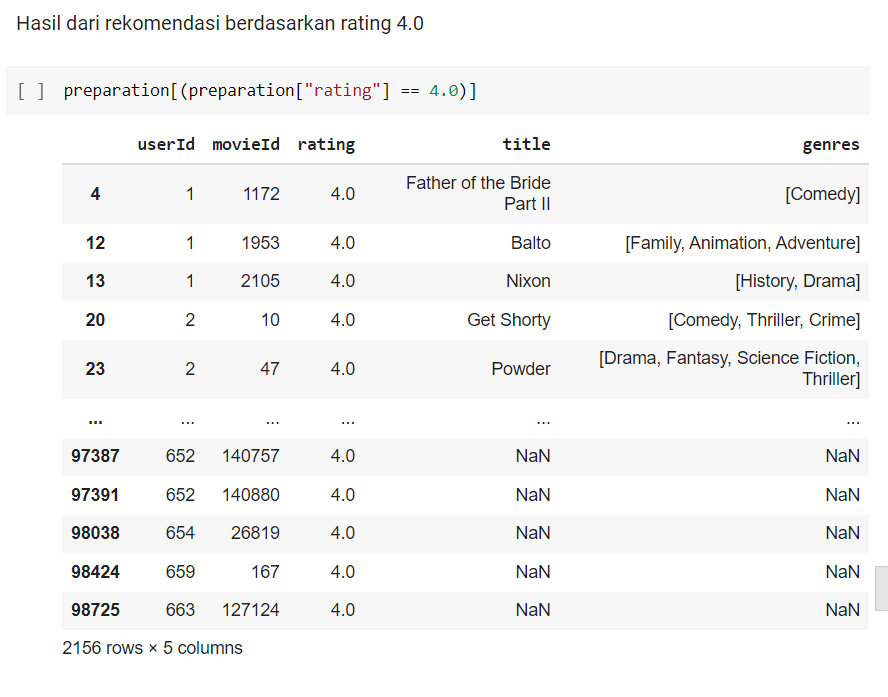 Hasil dari rekomendasi berdasarkan rating 4.0
[ ] preparation[(preparation["rating"] == 4.0)]
userId movieId rating title genres
4 1 1172 4.0 Father of the Bride Part II [Comedy]
12 1 1953 4.0 Balto [Family, Animation, Adventure]
13 1 2105 4.0 Nixon [History, Drama]
20 2 10 4.0 Get Shorty [Comedy, Thriller, Crime]
23 2 47 4.0 Powder [Drama, Fantasy, Science Fiction, Thriller]
... ... ... ... ... ...
97387 652 140757 4.0 NaN NaN
97391 652 140880 4.0 NaN NaN
98038 654 26819 4.0 NaN NaN
98424 659 167 4.0 NaN NaN
98725 663 127124 4.0 NaN NaN
2156 rows × 5 columns